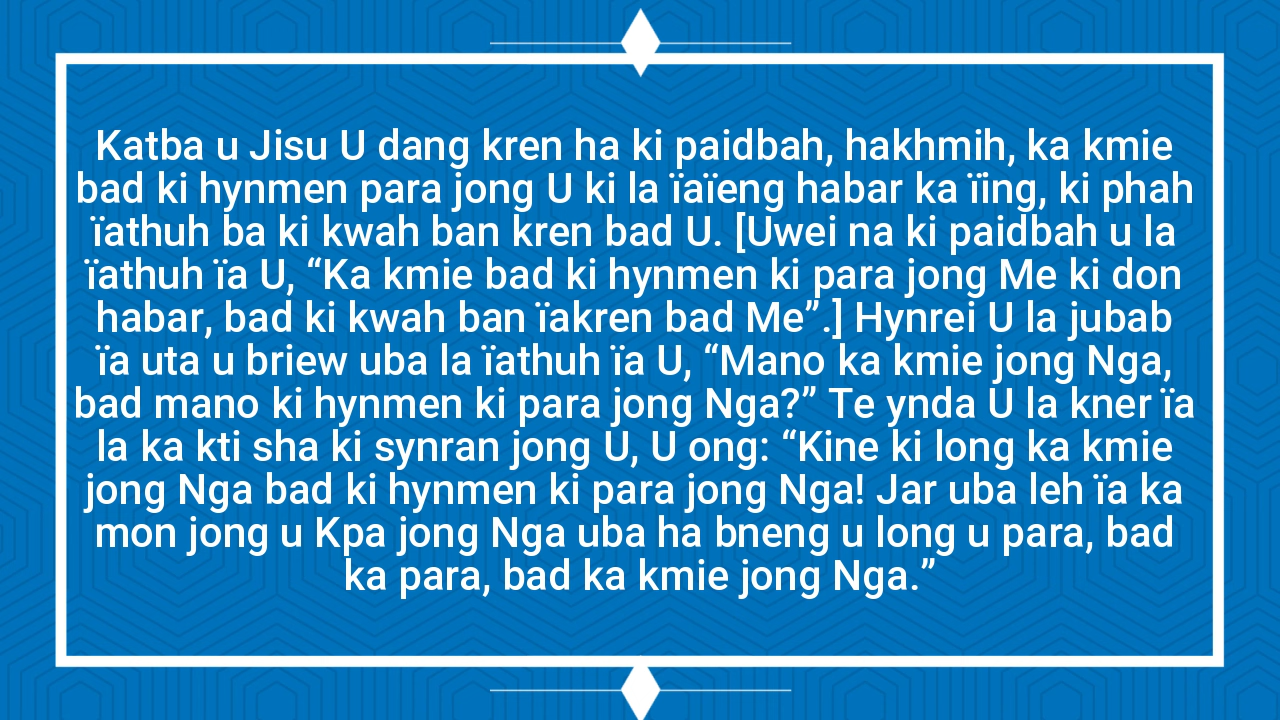 Katba u Jisu U dang kren ha ki paidbah, hakhmih, ka kmie
bad ki hynmen para jong U ki la ïaïeng habar ka ïing, ki phah
ïathuh ba ki kwah ban kren bad U. [Uwei na ki paidbah u la
ïathuh ïa U, “Ka kmie bad ki hynmen ki para jong Me ki don
habar, bad ki kwah ban ïakren bad Me”.] Hynrei U la jubab
ïa uta u briew uba la ïathuh ïa U, “Mano ka kmie jong Nga,
bad mano ki hynmen ki para jong Nga?” Te ynda U la kner ïa
la ka kti sha ki synran jong U, U ong: “Kine ki long ka kmie
jong Nga bad ki hynmen ki para jong Nga! Jar uba leh ïa ka
mon jong u Kpa jong Nga uba ha bneng u long u para, bad
ka para, bad ka kmie jong Nga.”